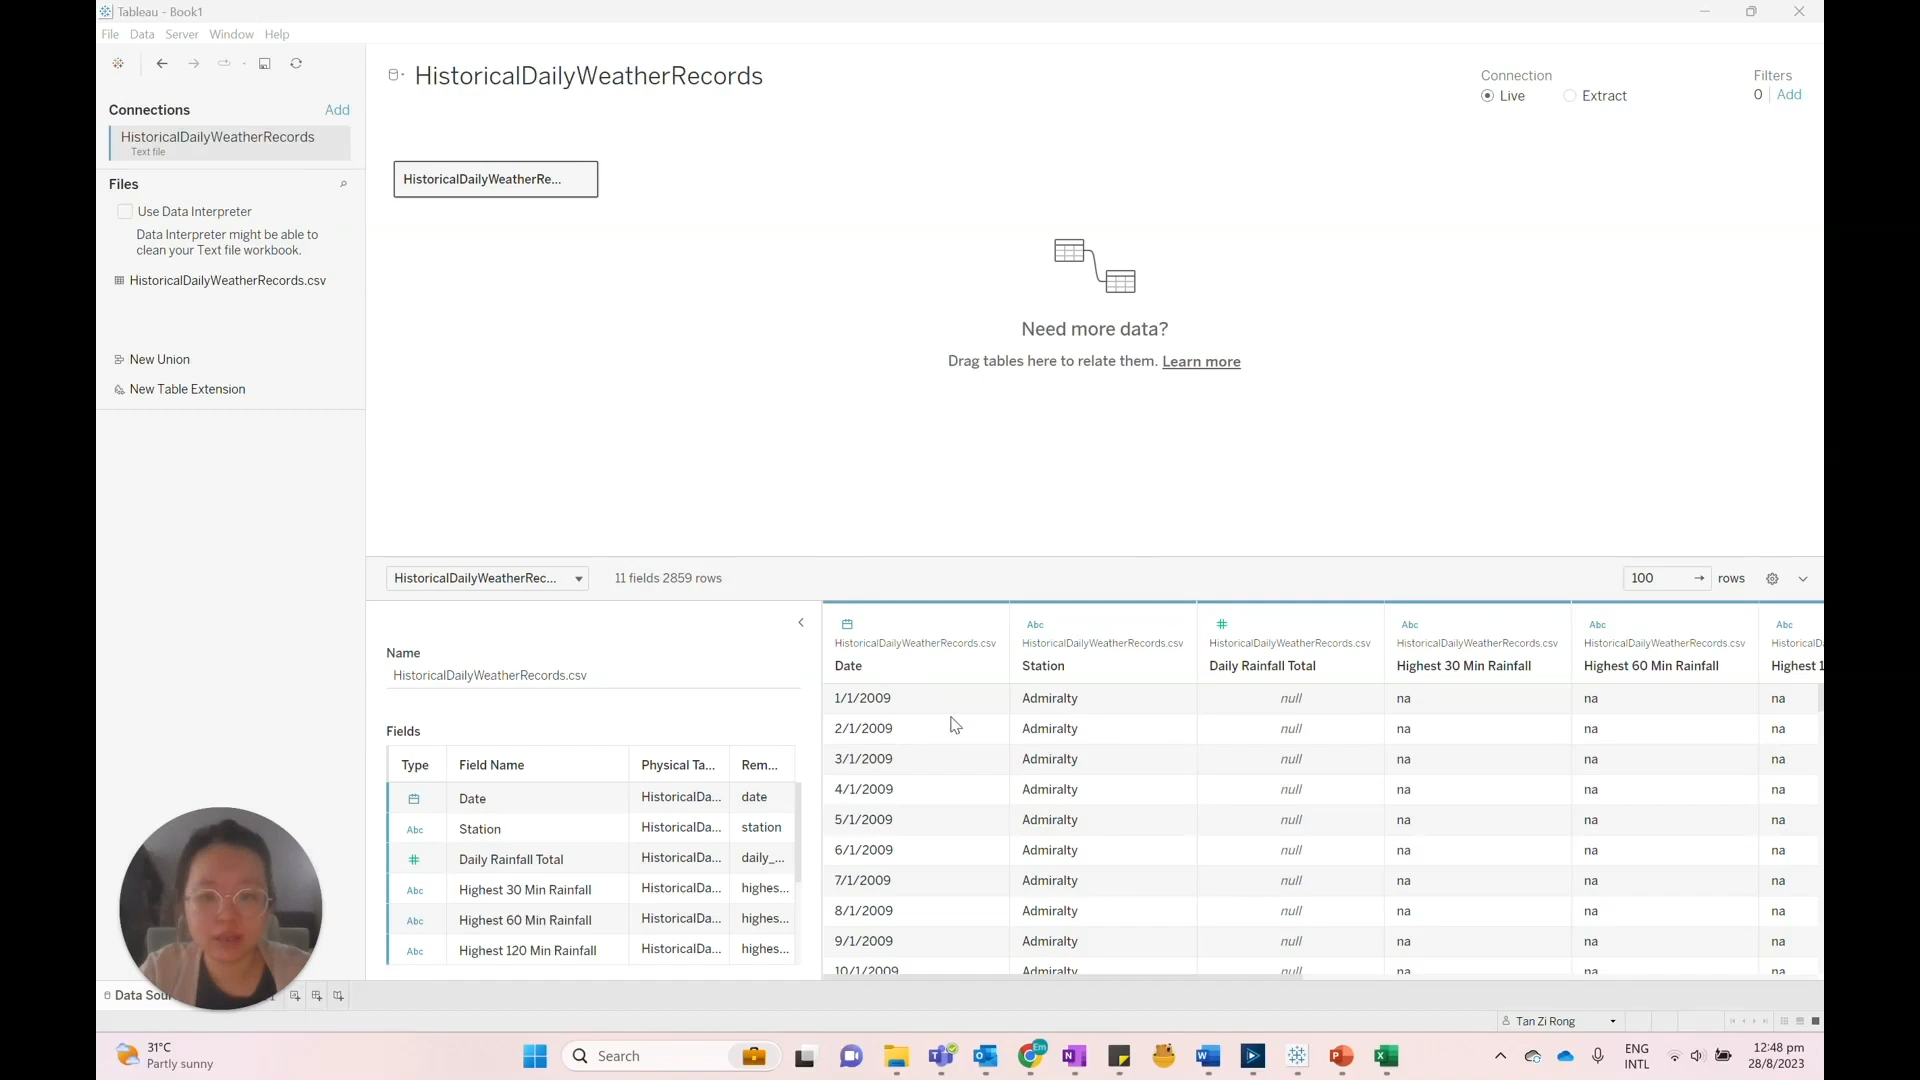 Tableau - Book1
File Data Server Window Help
Connections Add
HistoricalDailyWeatherRecords
Text file
Files
Use Data Interpreter
Data Interpreter might be able to
clean your Text file workbook.
HistoricalDailyWeatherRecords.csv
New Union
New Table Extension
HistoricalDailyWeatherRecords
Connection
Live Extract
Filters
0 Add
HistoricalDailyWeatherRe...
Need more data?
Drag tables here to relate them. Learn more
HistoricalDailyWeatherRec... 11 fields 2859 rows
100 → rows
Name
HistoricalDailyWeatherRecords.csv
Fields
Type Field Name Physical Ta... Rem...
Date HistoricalDa... date
Abc Station HistoricalDa... station
# Daily Rainfall Total HistoricalDa... daily_...
Abc Highest 30 Min Rainfall HistoricalDa... highes...
Abc Highest 60 Min Rainfall HistoricalDa... highes...
Abc Highest 120 Min Rainfall HistoricalDa... highes...
Abc # Abc Abc Abc
HistoricalDailyWeatherRecords.csv HistoricalDailyWeatherRecords.csv HistoricalDailyWeatherRecords.csv HistoricalDailyWeatherRecords.csv HistoricalDailyWeatherRecords.csv HistoricalD
Date Station Daily Rainfall Total Highest 30 Min Rainfall Highest 60 Min Rainfall Highest 1
1/1/2009 Admiralty null na na na
2/1/2009 Admiralty null na na na
3/1/2009 Admiralty null na na na
4/1/2009 Admiralty null na na na
5/1/2009 Admiralty null na na na
6/1/2009 Admiralty null na na na
7/1/2009 Admiralty null na na na
8/1/2009 Admiralty null na na na
9/1/2009 Admiralty null na na na
10/1/2009 Admiralty null na na na
Data Sou
Tan Zi Rong
31°C
Partly sunny
Search
Em
ENG
INTL
12:48 pm
28/8/2023